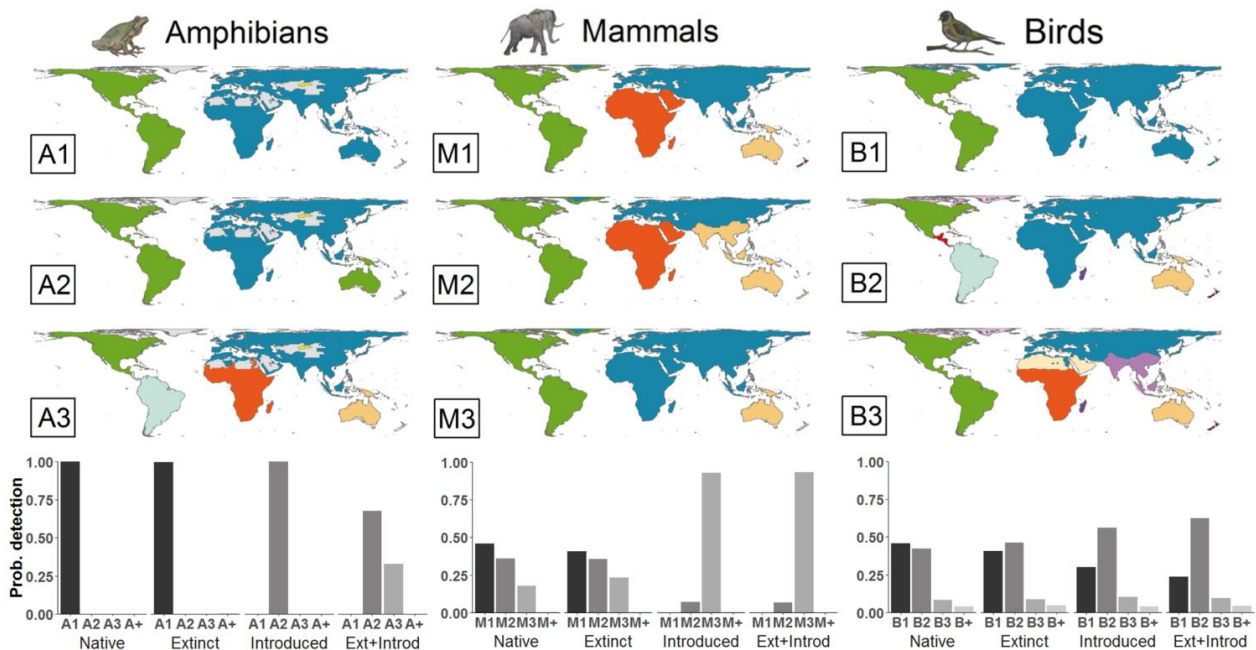 Amphibians
Mammals
Birds
A1
M1
B1
A2
M2
B2
A3
M3
B3
Prob. detection
1.00
0.75
0.50
0.25
0.00
A1 A2 A3 A+
A1 A2 A3 A+
A1 A2 A3 A+
A1 A2 A3 A+
Native
Extinct
Introduced
Ext+Introd
1.00
0.75
0.50
0.25
0.00
M1M2M3M+
M1M2M3M+
M1M2M3M+
M1M2M3M+
Native
Extinct
Introduced
Ext+Introd
1.00
0.75
0.50
0.25
0.00
B1 B2 B3 B+
B1 B2 B3 B+
B1 B2 B3 B+
B1 B2 B3 B+
Native
Extinct
Introduced
Ext+Introd